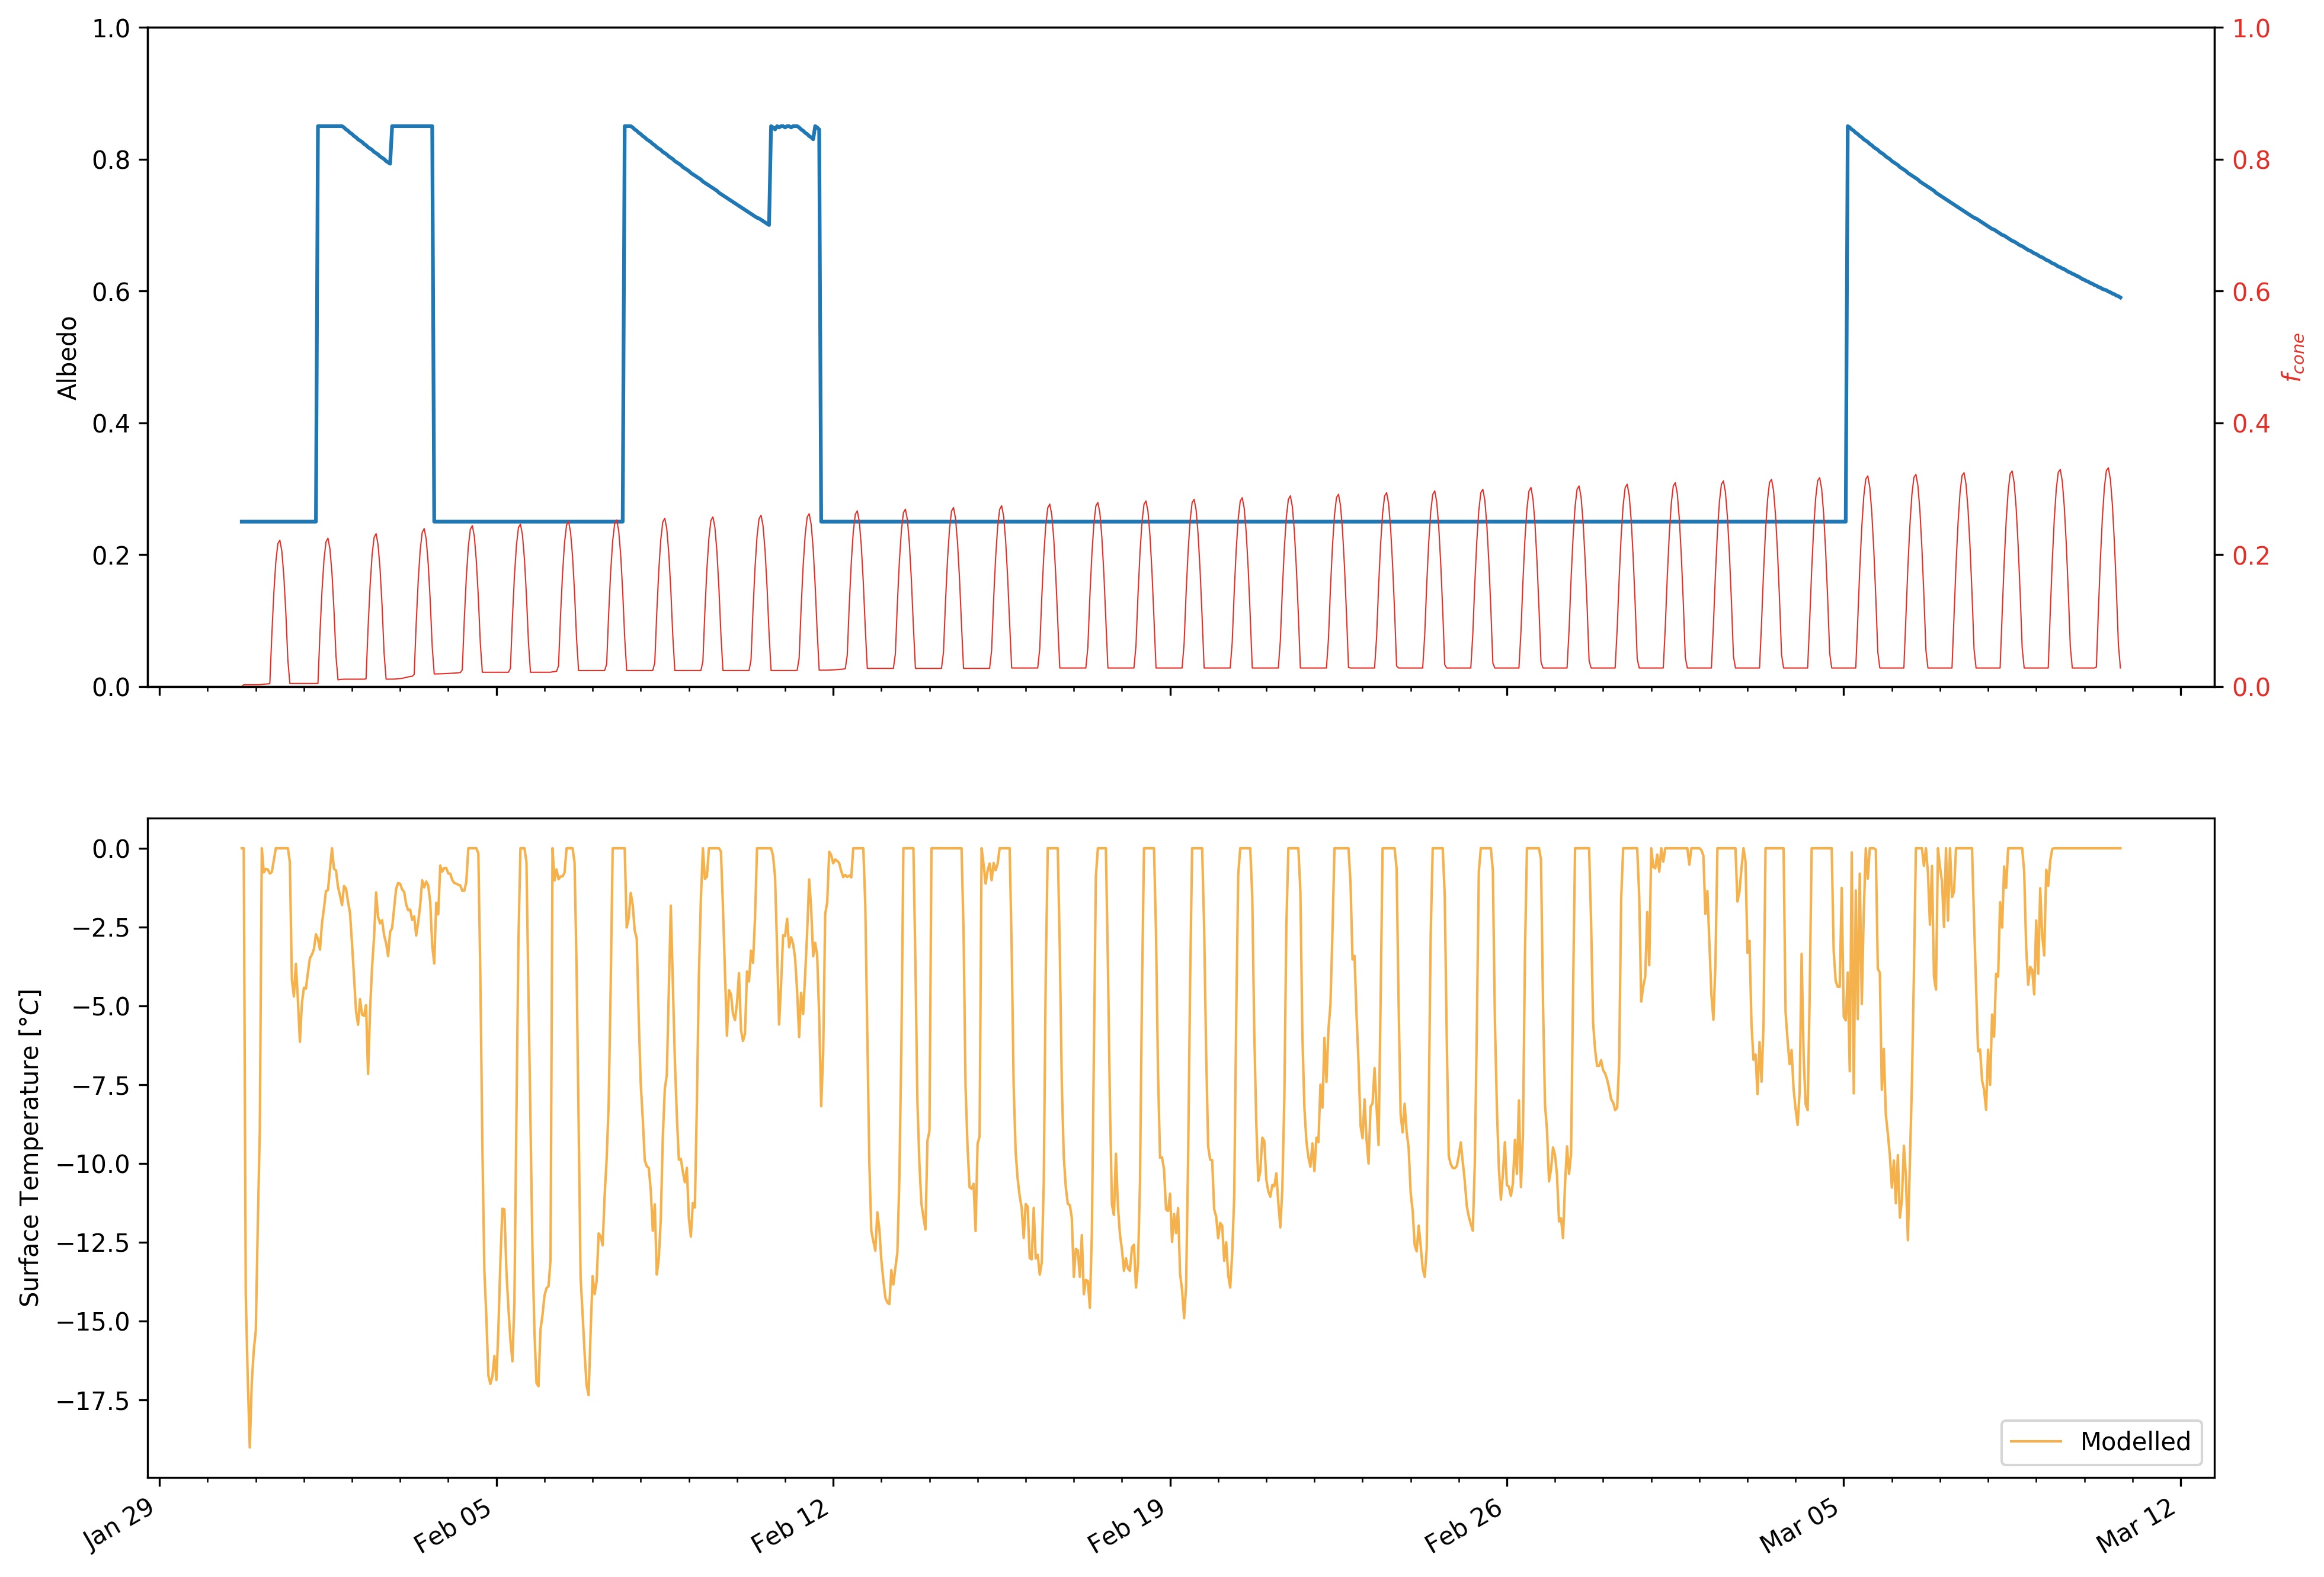 1.0
0.8
0.6
0.4
0.2
0.0
Albedo
1.0
0.8
0.6
0.4
0.2
0.0
f_cone
0.0
−2.5
−5.0
−7.5
−10.0
−12.5
−15.0
−17.5
Surface Temperature [°C]
Modelled
Jan 29
Feb 05
Feb 12
Feb 19
Feb 26
Mar 05
Mar 12